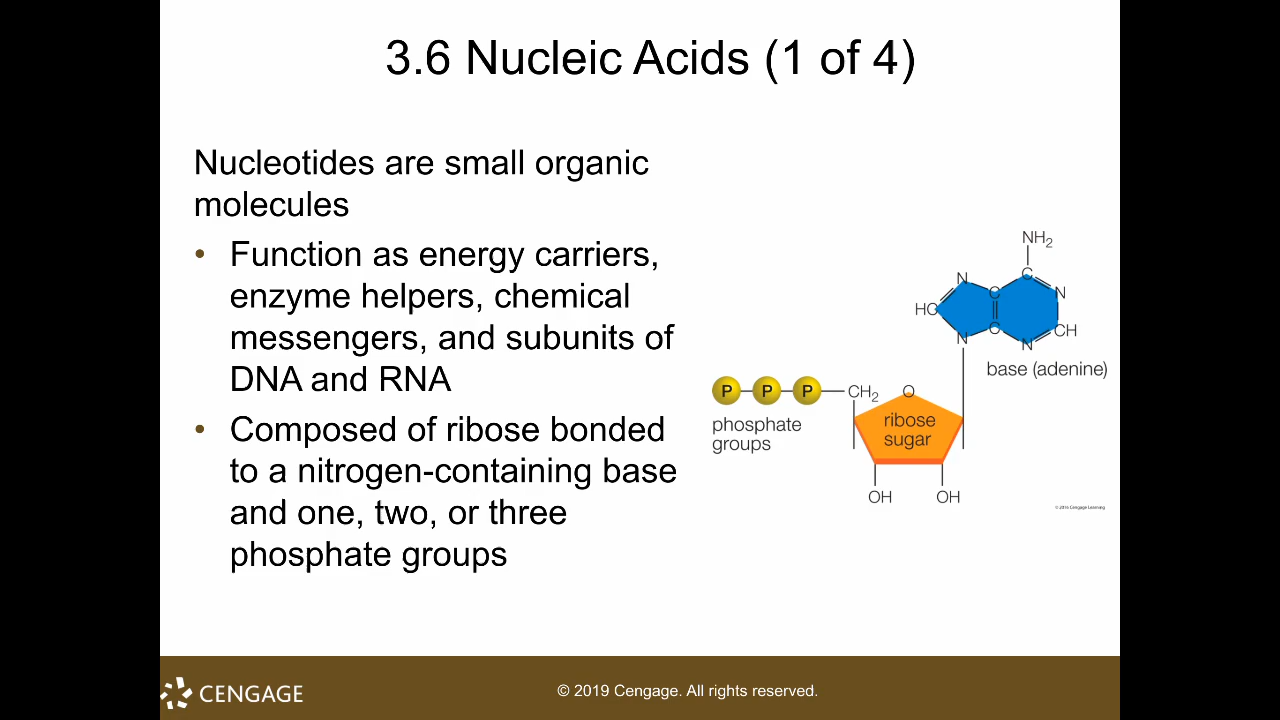 3.6 Nucleic Acids (1 of 4)
Nucleotides are small organic
molecules
• Function as energy carriers,
enzyme helpers, chemical
messengers, and subunits of
DNA and RNA
• Composed of ribose bonded
to a nitrogen-containing base
and one, two, or three
phosphate groups
NH2
C
N
C
N
HC
C
CH
N
N
base (adenine)
P P P CH2 O
phosphate
groups
ribose
sugar
OH OH
© 2016 Cengage Learning
CENGAGE
© 2019 Cengage. All rights reserved.